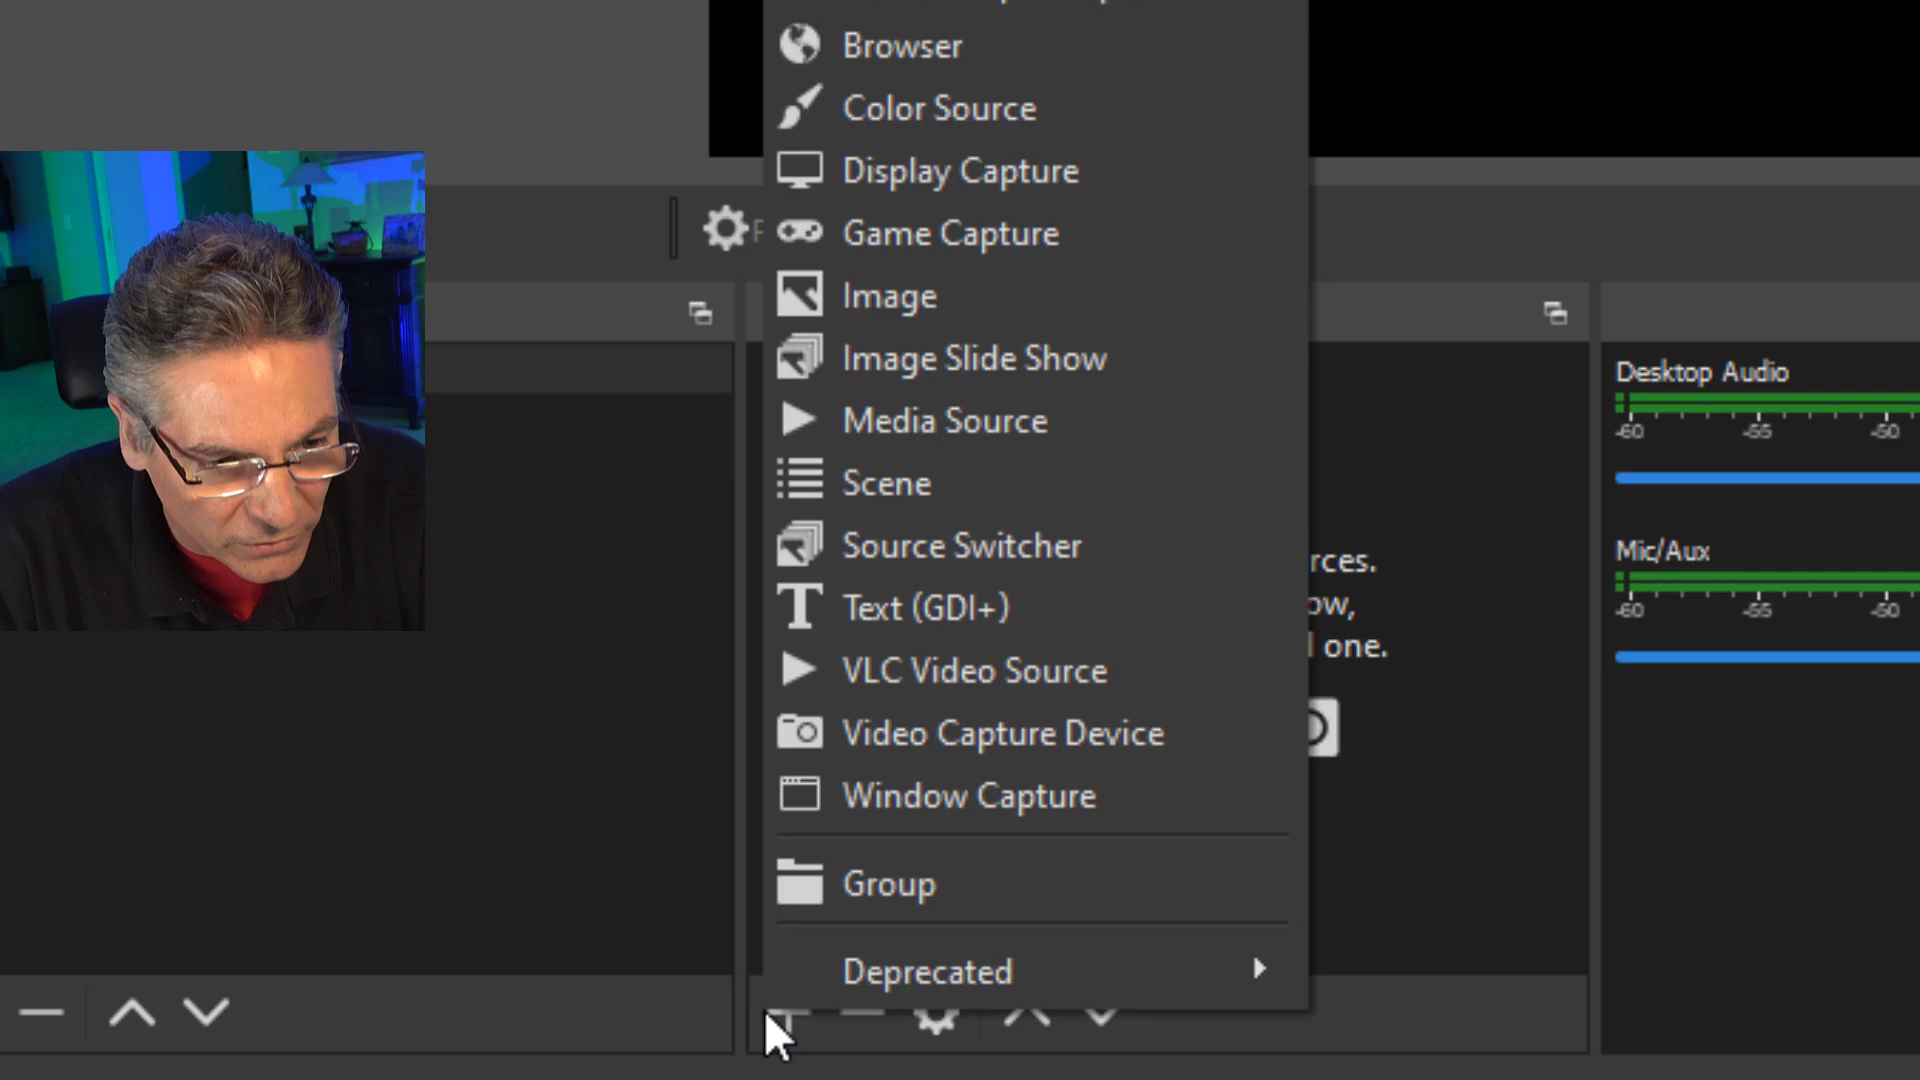 Browser
Color Source
Display Capture
Game Capture
Image
Image Slide Show
Media Source
Scene
Source Switcher
Text (GDI+)
VLC Video Source
Video Capture Device
Window Capture
Group
Deprecated
rces.
ow,
one.
Desktop Audio
-60 -55 -50
Mic/Aux
-60 -55 -50